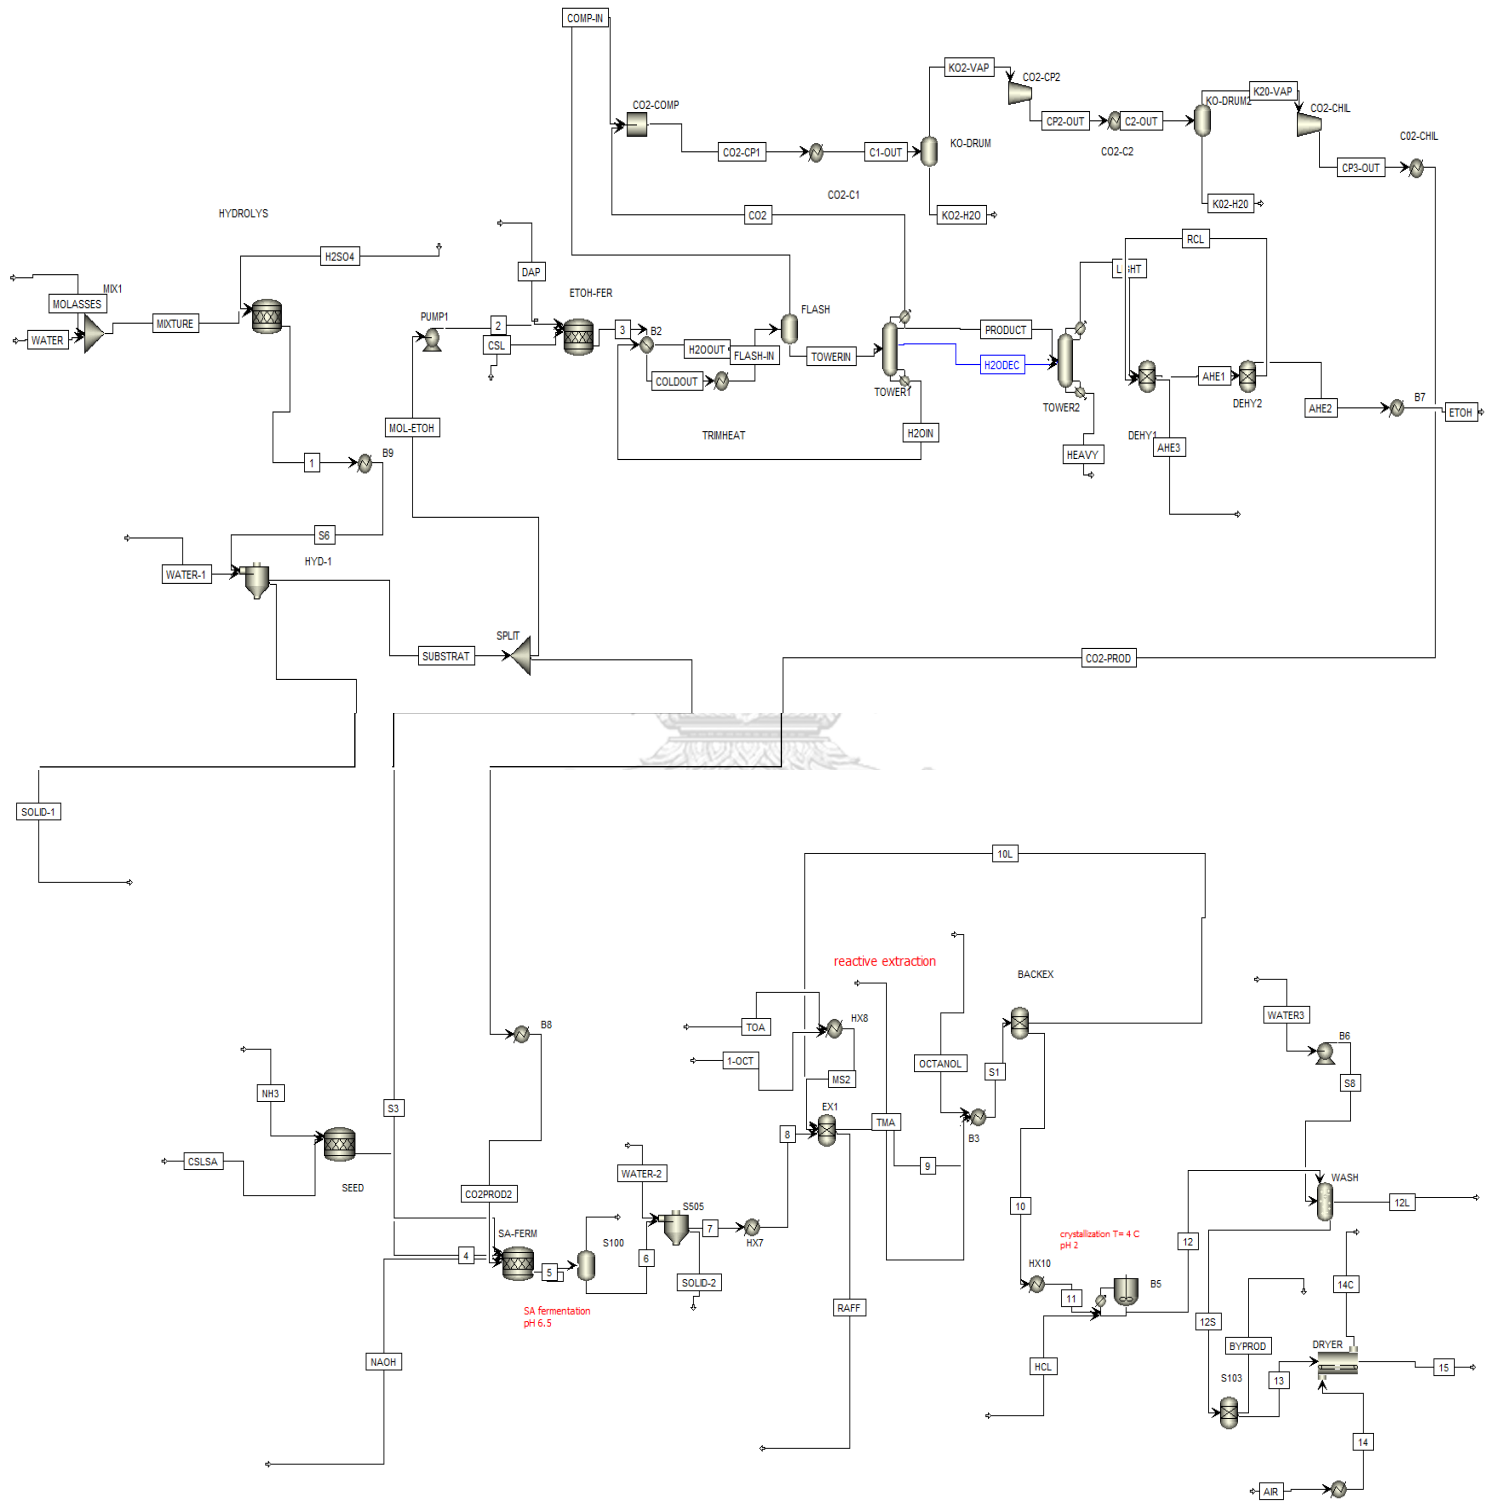 COMP-IN
KO2-VAP
CO2-CP2
K20-VAP
KO-DRUM2
CO2-COMP
CO2-CHIL
CP2-OUT
C2-OUT
C02-CHIL
KO-DRUM
CO2-CP1
C1-OUT
CO2-C2
CP3-OUT
CO2-C1
K02-H20
HYDROLYS
CO2
KO2-H2O
RCL
H2SO4
DAP
MIX1
MOLASSES
ETOH-FER
FLASH
MIXTURE
PUMP1
2
3
B2
PRODUCT
WATER
CSL
H2OOUT
FLASH-IN
TOWERIN
H2ODEC
COLDOUT
TOWER1
AHE1
DEHY2
TOWER2
B7
AHE2
ETOH
MOL-ETOH
TRIMHEAT
H2OIN
DEHY1
AHE3
B9
1
HEAVY
S6
HYD-1
WATER-1
SPLIT
SUBSTRAT
CO2-PROD
SOLID-1
10L
reactive extraction
BACKEX
WATER3
HX8
B8
TOA
B6
1-OCT
OCTANOL
S1
MS2
S8
NH3
S3
EX1
TMA
8
B3
CSLSA
WATER-2
9
SEED
WASH
CO2PROD2
12L
S505
10
SA-FERM
7
S100
crystallization T= 4 C
pH 2
12
4
6
HX7
5
HX10
SOLID-2
B5
14C
11
SA fermentation
pH 6.5
RAFF
12S
BYPROD
DRYER
NAOH
HCL
15
S103
13
14
AIR